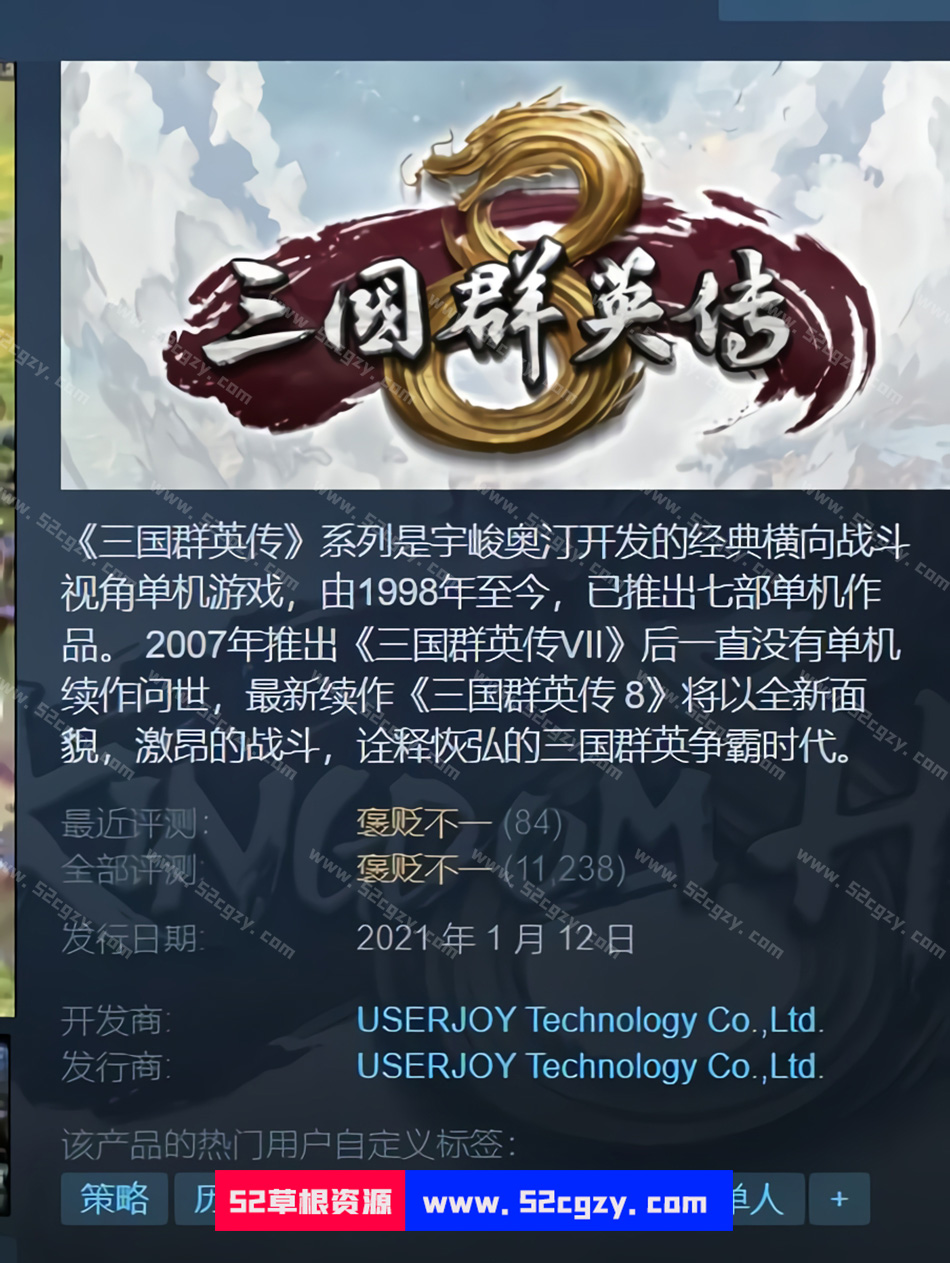 三國群英传
8
《三国群英传》系列是宇峻奥汀开发的经典横向战斗
视角单机游戏，由1998年至今，已推出七部单机作
品。 2007年推出《三国群英传VII》后一直没有单机
续作问世，最新续作《三国群英传 8》将以全新面
貌，激昂的战斗，诠释恢弘的三国群英争霸时代。
最近评测: 褒贬不一 (84)
全部评测: 褒贬不一 (11,238)
发行日期: 2021 年 1 月 12 日
开发商: USERJOY Technology Co.,Ltd.
发行商: USERJOY Technology Co.,Ltd.
该产品的热门用户自定义标签：
策略 历 单人 +
52草根资源 www.52cgzy.com
www.52cgzy.com